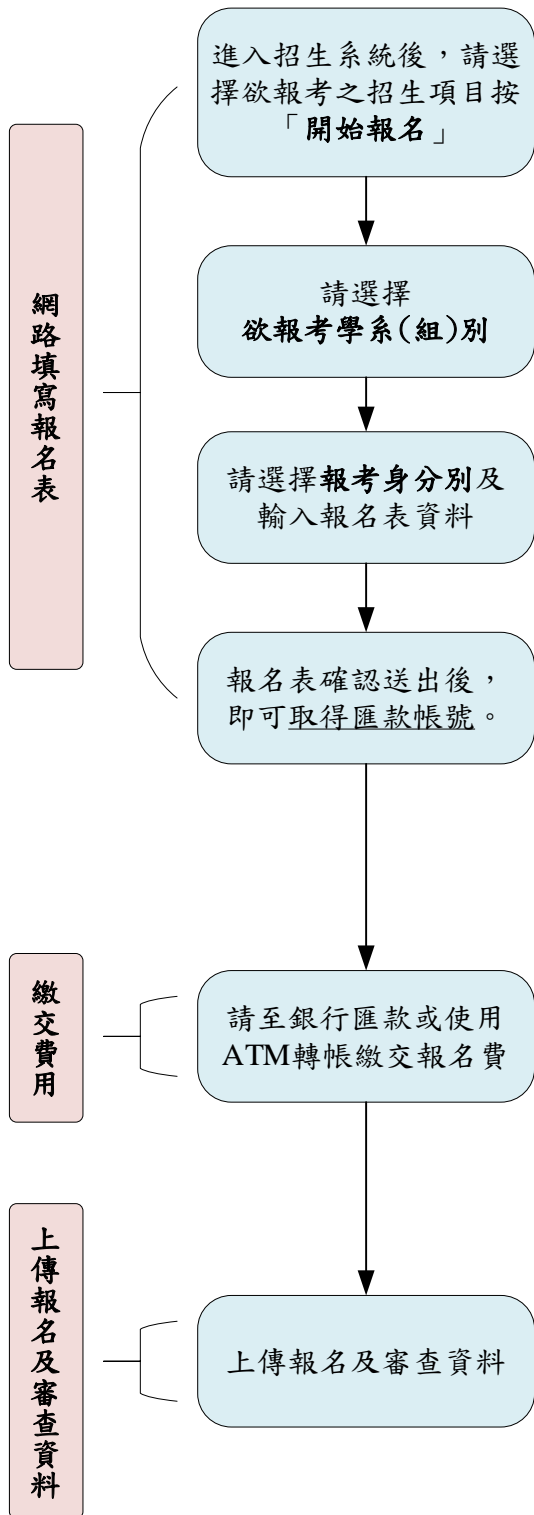 網路填寫報名表
進入招生系統後，請選
擇欲報考之招生項目按
「開始報名」
請選擇
欲報考學系(組)別
請選擇報考身分別及
輸入報名表資料
報名表確認送出後，
即可取得匯款帳號。
繳交費用
請至銀行匯款或使用
ATM轉帳繳交報名費
上傳報名及審查資料
上傳報名及審查資料